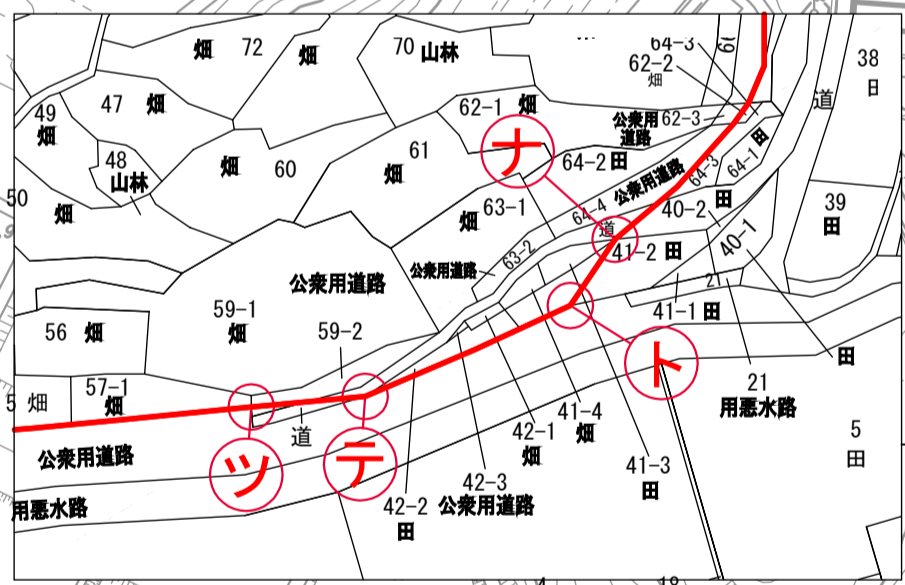 畑 72
畑
70 山林
64-3
62-2
畑
38
47 畑
49
畑
62-1 畑
公衆用
道路
62-3
道
48
山林
畑 60
61
畑
ナ
64-2 田
64-3
64-1 田
公衆用道路
50
畑
63-1
畑
64-4
道
40-2 田
39
田
公衆用道路
63-2
41-2 田
40-1
公衆用道路
21
41-1 田
59-1
畑
59-2
56 畑
ト
田
5 畑
57-1
畑
21
用悪水路
道
41-4
畑
42-1
畑
5
田
公衆用道路
ツ
テ
41-3
田
42-3
公衆用道路
42-2
田
用悪水路